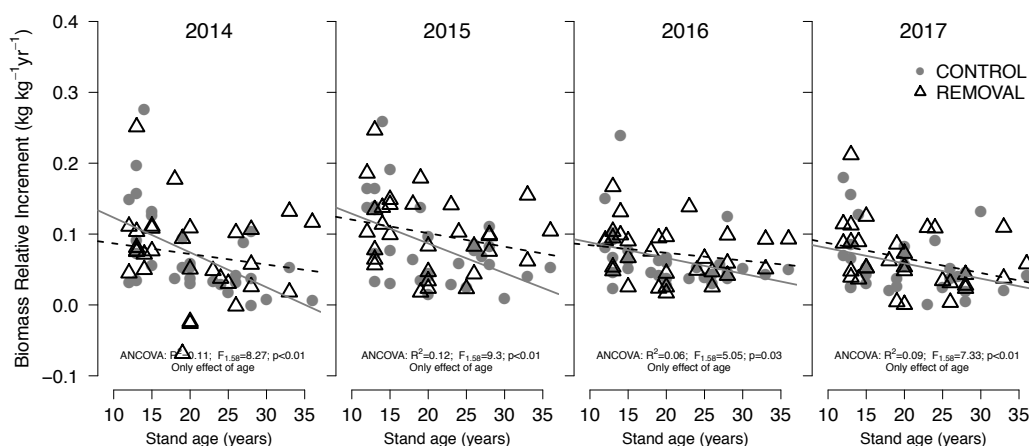 2014
2015
2016
2017
CONTROL
REMOVAL
Biomass Relative Increment (kg kg⁻¹yr⁻¹)
0.4
0.3
0.2
0.1
0.0
−0.1
ANCOVA: R 0.11; F1.58=8.27; p<0.01
Only effect of age
ANCOVA: R²=0.12; F1.58=9.3; p<0.01
Only effect of age
ANCOVA: R²=0.06; F1.58=5.05; p=0.03
Only effect of age
ANCOVA: R²=0.09; F1.58=7.33; p<0.01
Only effect of age
10 15 20 25 30 35
10 15 20 25 30 35
10 15 20 25 30 35
10 15 20 25 30 35
Stand age (years)
Stand age (years)
Stand age (years)
Stand age (years)